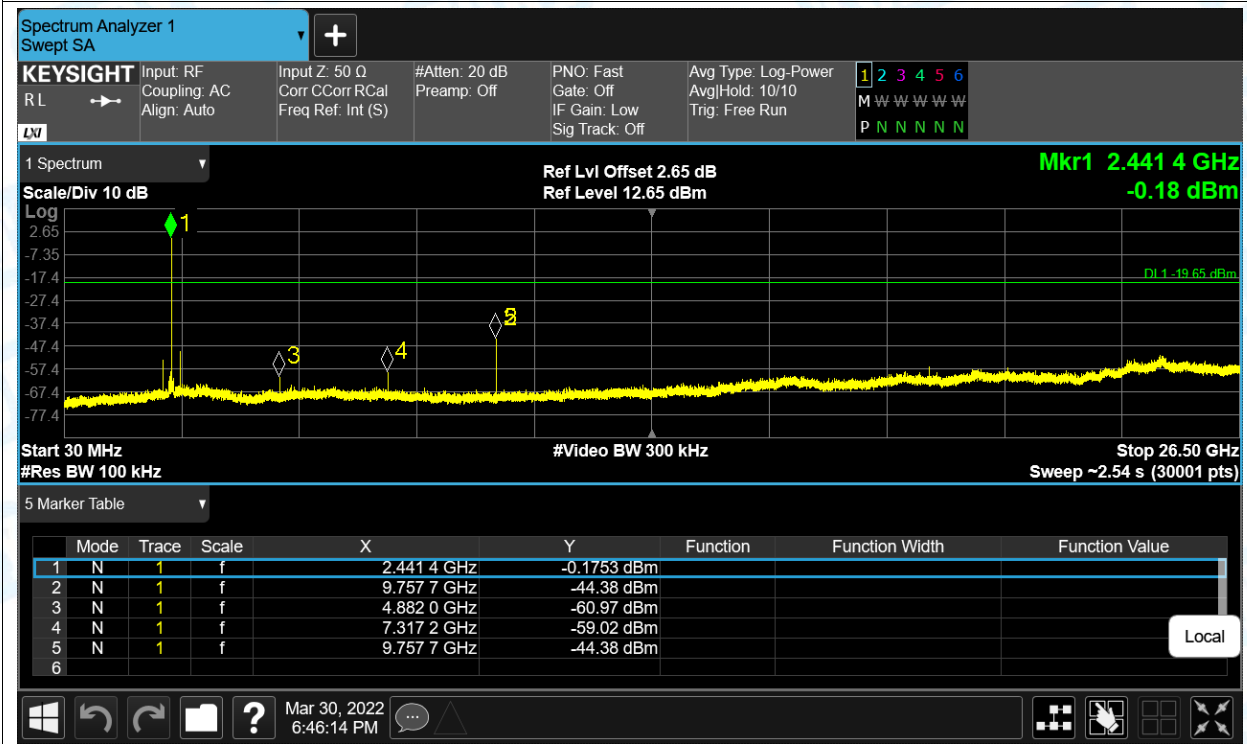 Spectrum Analyzer 1
Swept SA
KEYSIGHT
R L
LXI
Input: RF
Coupling: AC
Align: Auto
Input Z: 50 Ω
Corr CCorr RCal
Freq Ref: Int (S)
#Atten: 20 dB
Preamp: Off
PNO: Fast
Gate: Off
IF Gain: Low
Sig Track: Off
Avg Type: Log-Power
Avg|Hold: 10/10
Trig: Free Run
1 2 3 4 5 6
M W W W W W W
P N N N N N N
1 Spectrum
Scale/Div 10 dB
Ref Lvl Offset 2.65 dB
Ref Level 12.65 dBm
Mkr1 2.441 4 GHz
-0.18 dBm
Log
2.65
-7.35
-17.4
-27.4
-37.4
-47.4
-57.4
-67.4
-77.4
1
3
4
DL1 -19.65 dBm
Start 30 MHz
#Video BW 300 kHz
Stop 26.50 GHz
#Res BW 100 kHz
Sweep ~2.54 s (30001 pts)
5 Marker Table
Mode Trace Scale X Y Function Function Width Function Value
1 N 1 f 2.441 4 GHz -0.1753 dBm
2 N 1 f 9.757 7 GHz -44.38 dBm
3 N 1 f 4.882 0 GHz -60.97 dBm
4 N 1 f 7.317 2 GHz -59.02 dBm
5 N 1 f 9.757 7 GHz -44.38 dBm
6
Local
?
Mar 30, 2022
6:46:14 PM